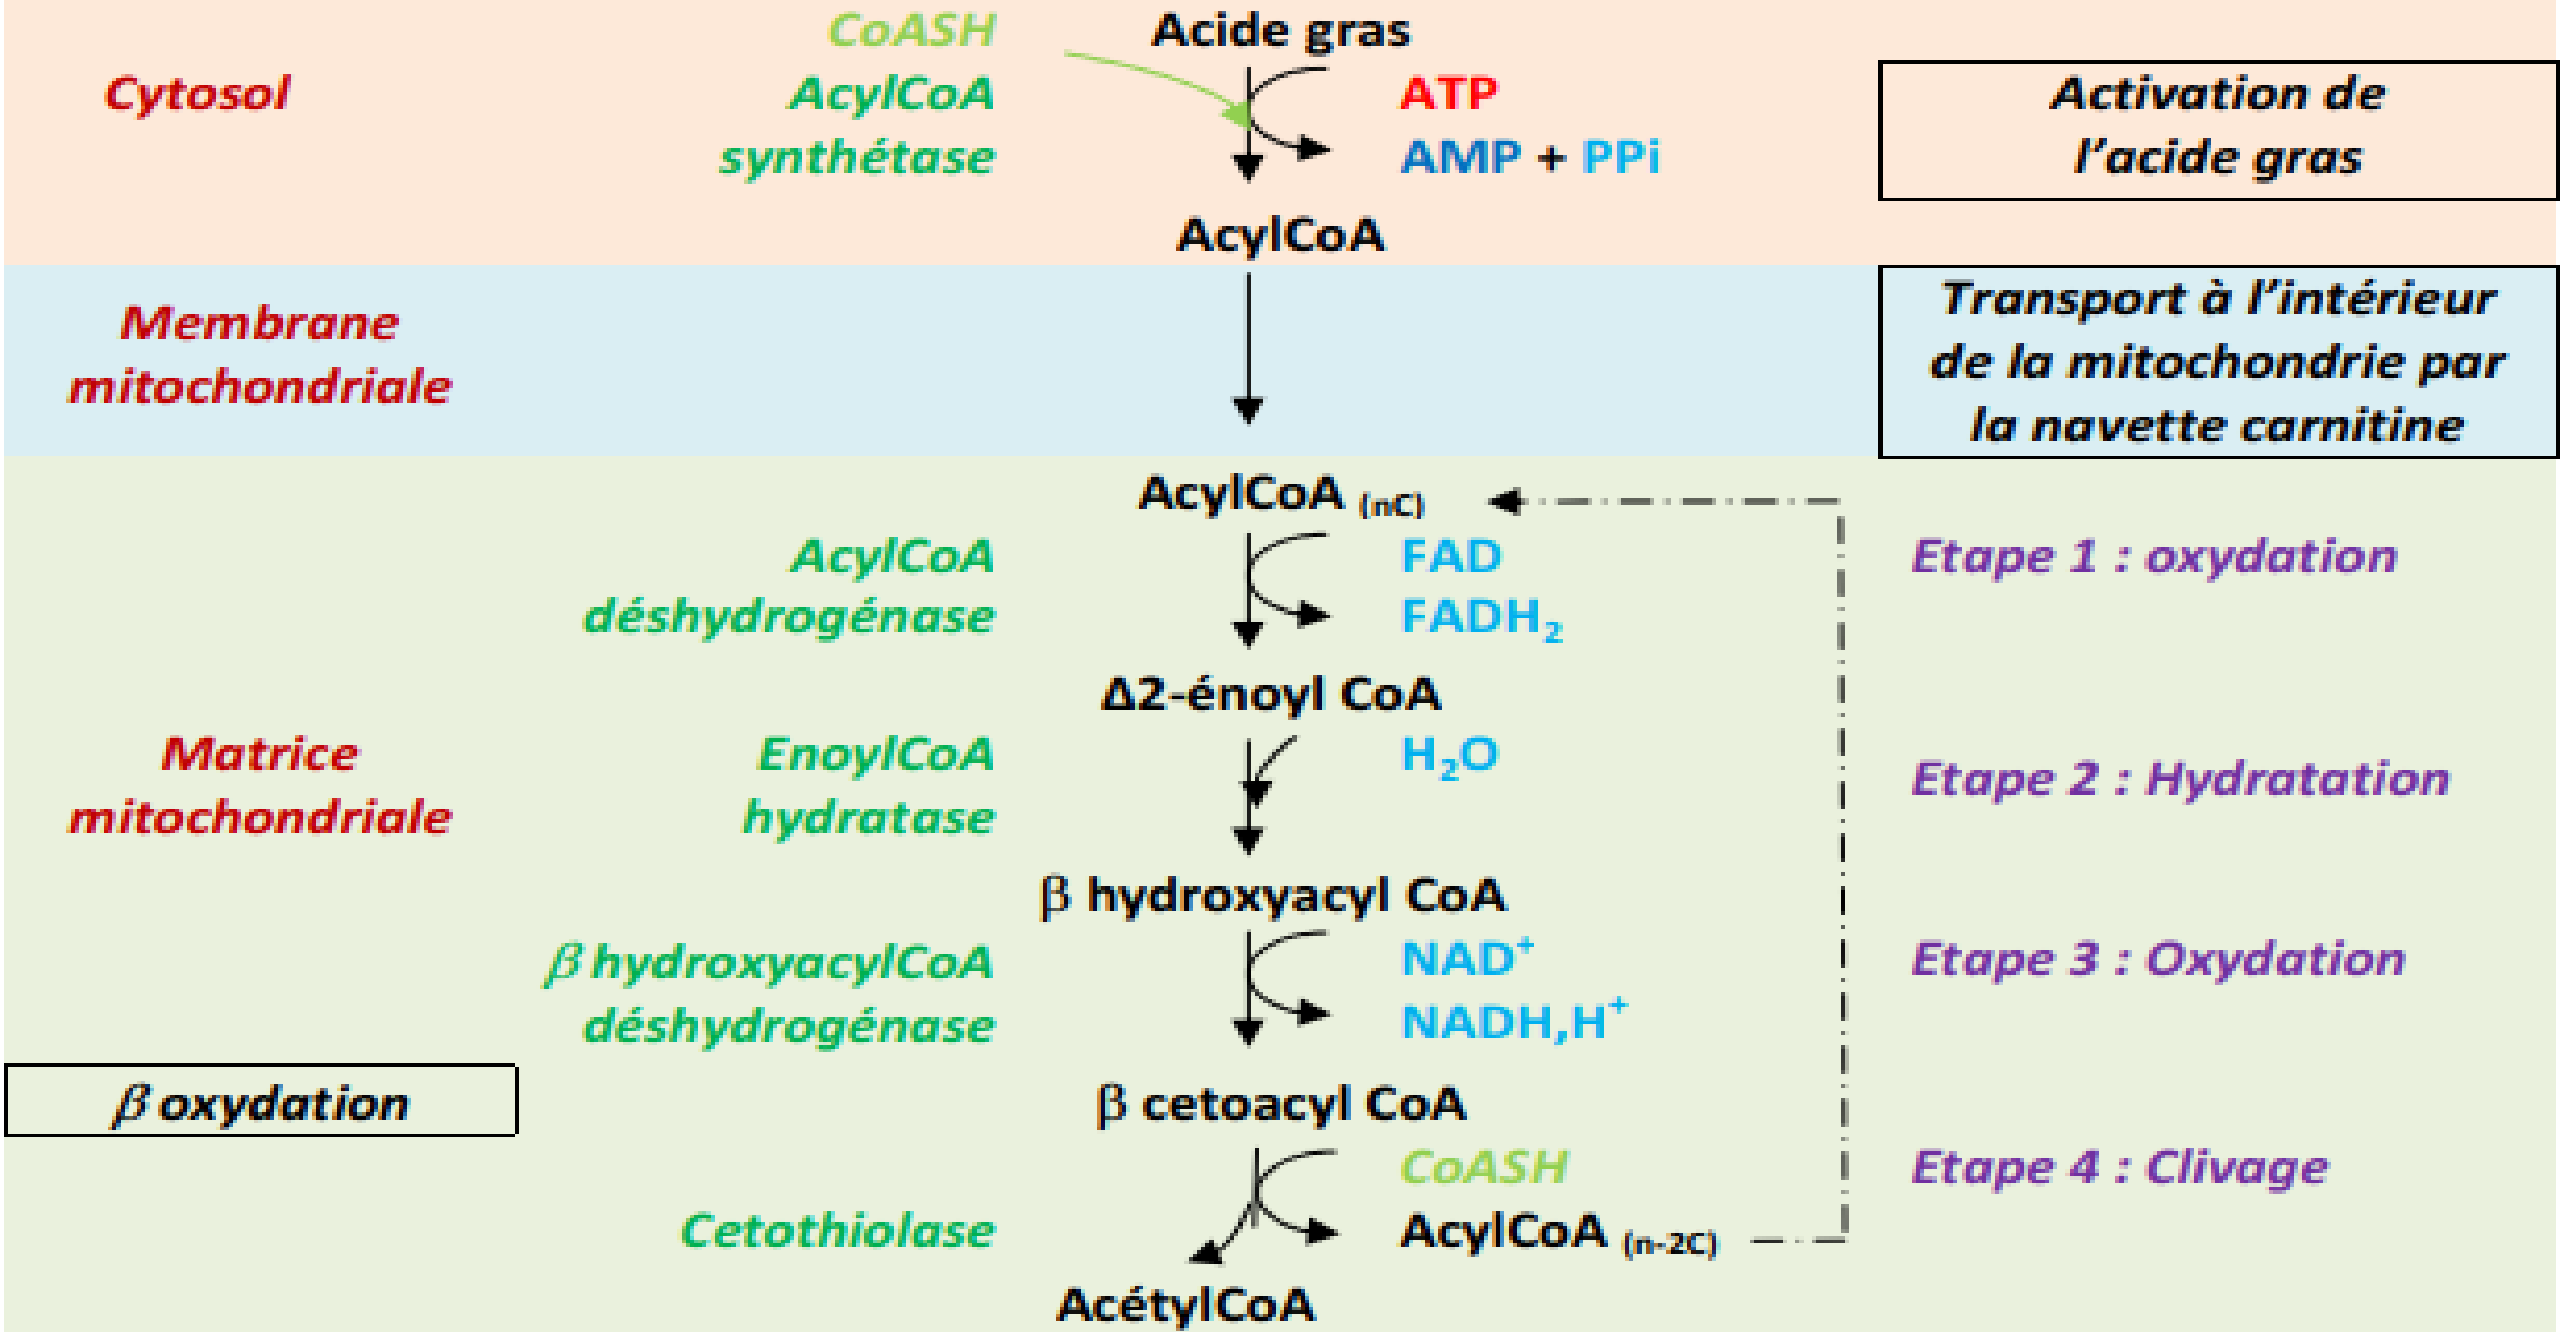 CoASH
Acide gras
Cytosol
AcylCoA
synthétase
ATP
AMP + PPi
Activation de
l'acide gras
AcylCoA
Membrane
mitochondriale
Transport à l'intérieur
de la mitochondrie par
la navette carnitine
AcylCoA (nC)
AcylCoA
déshydrogénase
FAD
FADH₂
Etape 1 : oxydation
Δ2-énoyl CoA
Matrice
mitochondriale
EnoylCoA
hydratase
H₂O
Etape 2 : Hydratation
β hydroxyacyl CoA
β hydroxyacylCoA
déshydrogénase
NAD⁺
NADH,H⁺
Etape 3 : Oxydation
β oxydation
β cetoacyl CoA
CoASH
Etape 4 : Clivage
Cetothiolase
AcylCoA (n-2C)
AcétylCoA